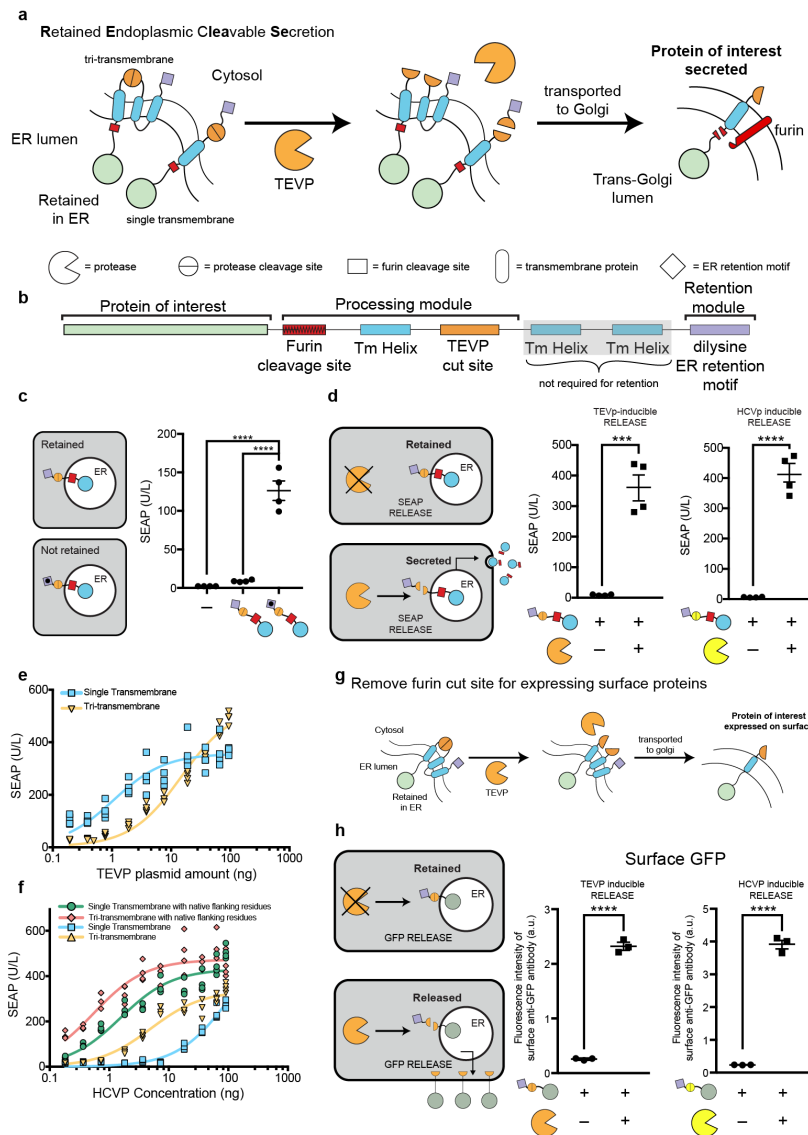 a
Retained Endoplasmic Cleavable Secretion
tri-transmembrane
Cytosol
ER lumen
Retained
in ER
single transmembrane
TEVP
transported
to Golgi
Protein of interest
secreted
furin
Trans-Golgi
lumen
= protease
= protease cleavage site
= furin cleavage site
= transmembrane protein
= ER retention motif
b
Protein of interest
Processing module
Retention
module
Furin
cleavage site
Tm Helix
TEVP
cut site
Tm Helix
Tm Helix
not required for retention
dilysine
ER retention
motif
c
Retained
ER
Not retained
ER
SEAP (U/L)
200
150
100
50
0
****
****
–
d
Retained
ER
SEAP
RELEASE
Secreted
ER
SEAP
RELEASE
TEVp-inducible
RELEASE
***
SEAP (U/L)
500
400
300
200
100
0
+ +
– +
HCVp inducible
RELEASE
****
SEAP (U/L)
500
400
300
200
100
0
+ +
– +
e
Single Transmembrane
Tri-transmembrane
SEAP (U/L)
600
400
200
0
0.1 1 10 100 1000
TEVP plasmid amount (ng)
f
Single Transmembrane with native flanking residues
Tri-transmembrane with native flanking residues
Single Transmembrane
Tri-transmembrane
SEAP (U/L)
600
400
200
0
0.1 1 10 100 1000
HCVP Concentration (ng)
g
Remove furin cut site for expressing surface proteins
Cytosol
ER lumen
Retained
in ER
TEVP
transported
to golgi
Protein of interest
expressed on surfac
h
Retained
ER
GFP RELEASE
Released
ER
GFP RELEASE
Surface GFP
TEVP inducible
RELEASE
****
Fluorescence intensity of
surface anti-GFP antibody (a.u.)
3
2
1
0
+ +
– +
HCVP inducible
RELEASE
****
Fluorescence intensity of
surface anti-GFP antibody (a.u.)
5
4
3
2
1
0
+ +
– +